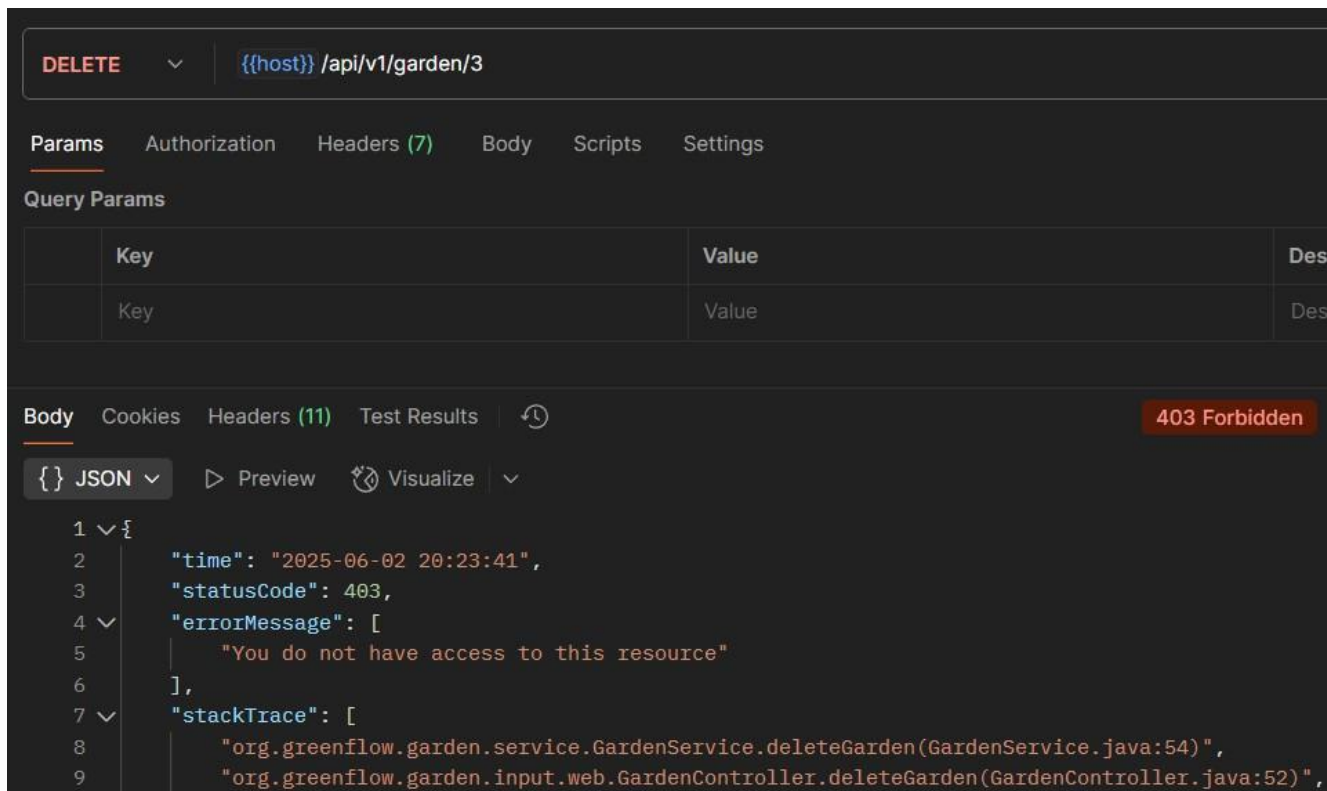 DELETE {{host}} /api/v1/garden/3
Params Authorization Headers (7) Body Scripts Settings
Query Params
Key Value Des
Key Value Des
Body Cookies Headers (11) Test Results 403 Forbidden
{} JSON Preview Visualize
1 {
2 "time": "2025-06-02 20:23:41",
3 "statusCode": 403,
4 "errorMessage": [
5 "You do not have access to this resource"
6 ],
7 "stackTrace": [
8 "org.greenflow.garden.service.GardenService.deleteGarden(GardenService.java:54)",
9 "org.greenflow.garden.input.web.GardenController.deleteGarden(GardenController.java:52)",